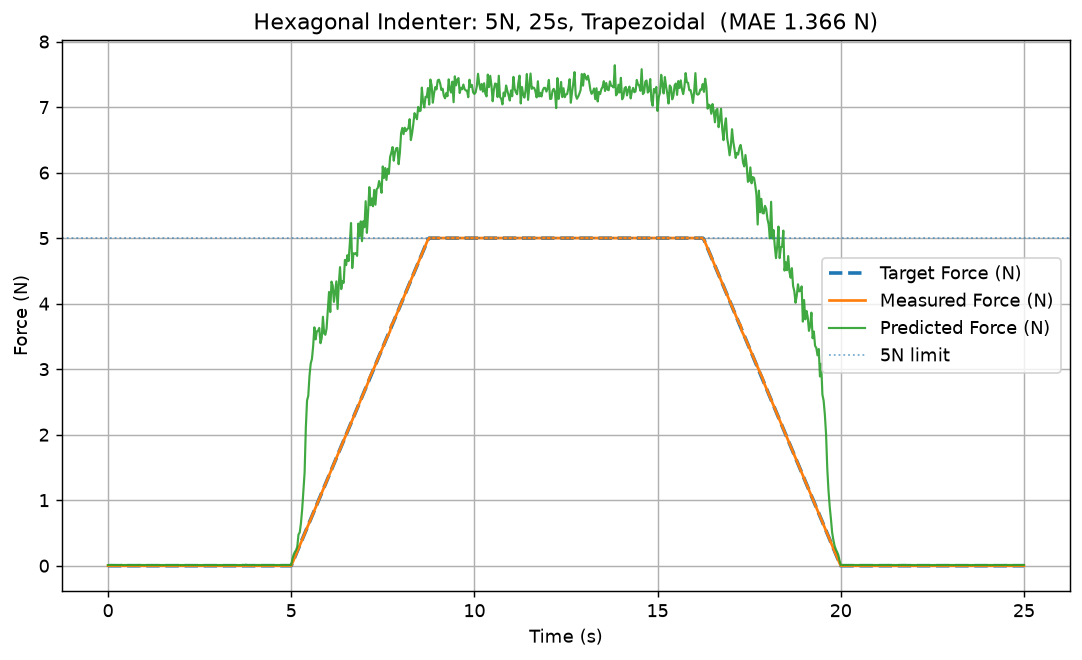 Hexagonal Indenter: 5N, 25s, Trapezoidal  (MAE 1.366 N)
Force (N)
8
7
6
5
4
3
2
1
0
Target Force (N)
Measured Force (N)
Predicted Force (N)
5N limit
0 5 10 15 20 25
Time (s)